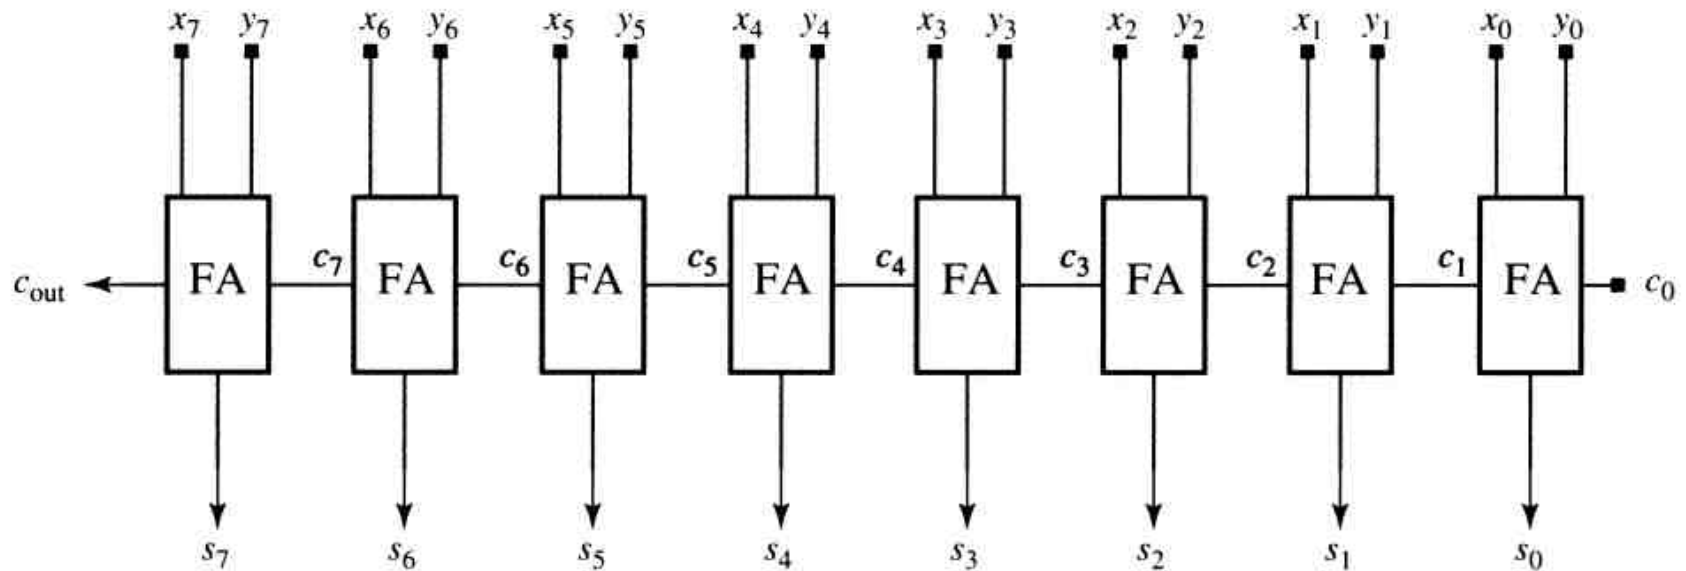 x₇ y₇ x₆ y₆ x₅ y₅ x₄ y₄ x₃ y₃ x₂ y₂ x₁ y₁ x₀ y₀
c_out FA c₇ FA c₆ FA c₅ FA c₄ FA c₃ FA c₂ FA c₁ FA c₀
s₇ s₆ s₅ s₄ s₃ s₂ s₁ s₀